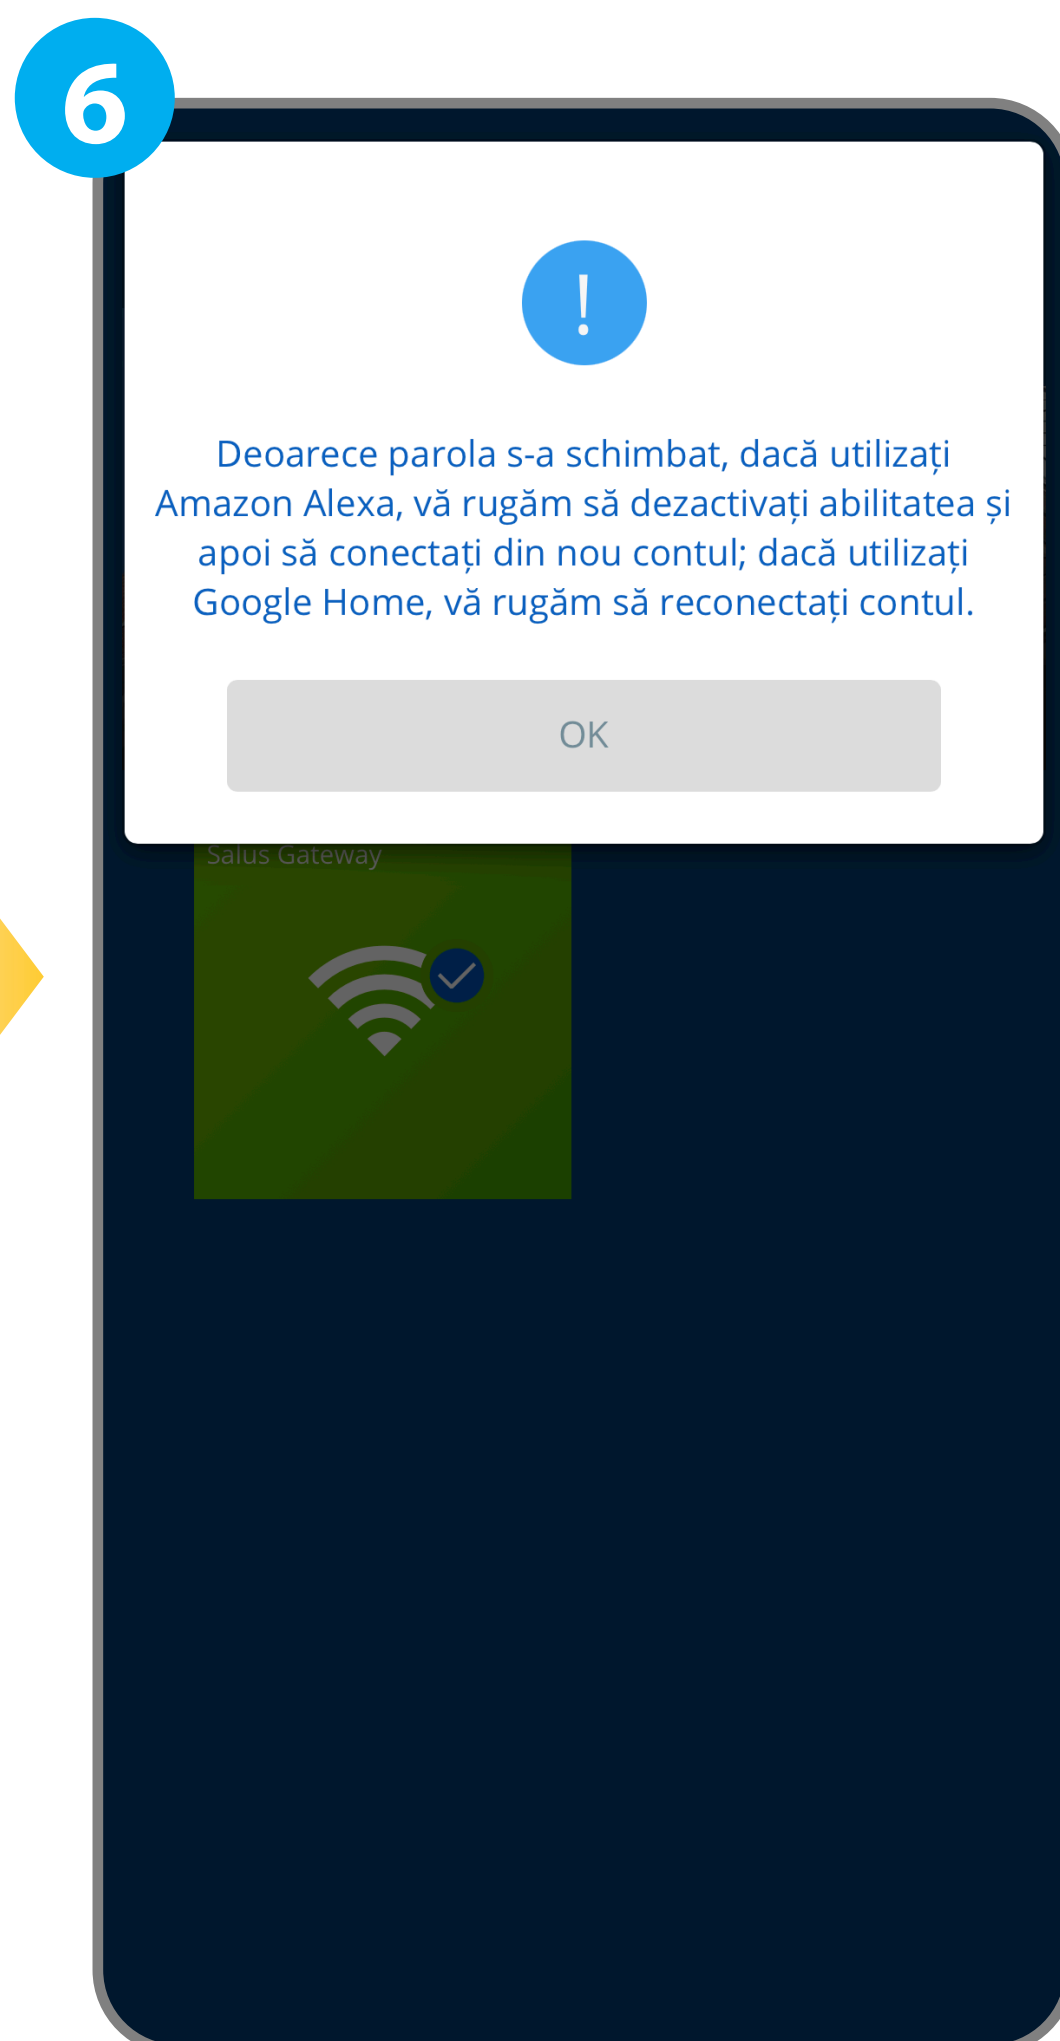 6
!
Deoarece parola s-a schimbat, dacă utilizați
Amazon Alexa, vă rugăm să dezactivați abilitatea și
apoi să conectați din nou contul; dacă utilizați
Google Home, vă rugăm să reconectați contul.
OK
Salus Gateway